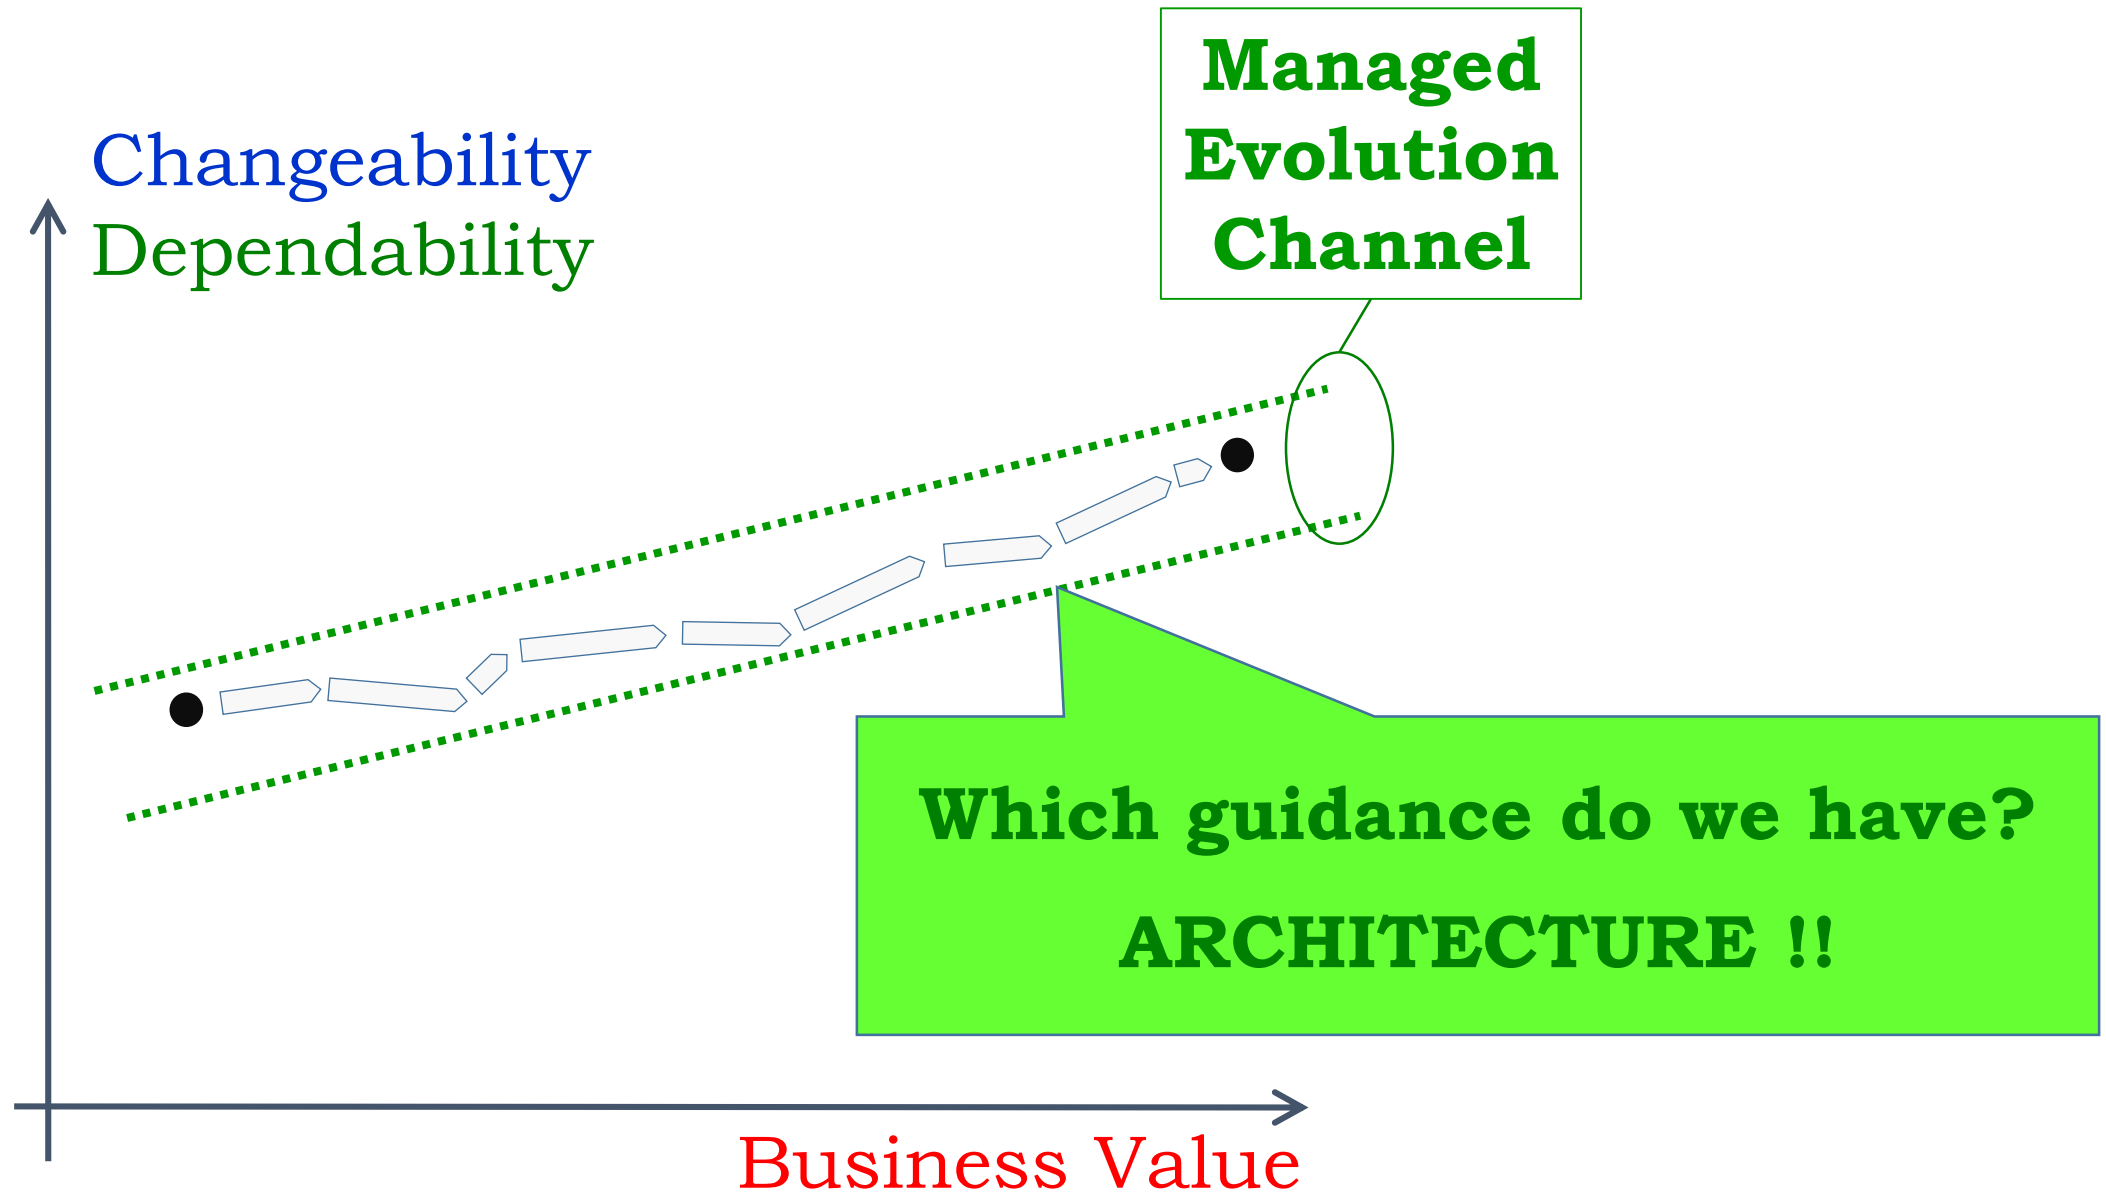 Managed
Evolution
Channel
Changeability
Dependability
Which guidance do we have?
ARCHITECTURE !!
Business Value